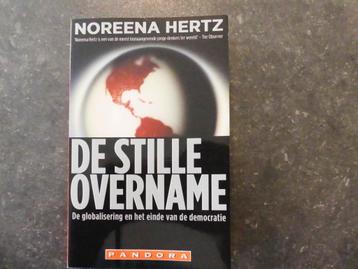 NOREENA HERTZ
'Noreena Hertz is een van de meest toonaangevende jonge denkers ter wereld' – The Observer
DE STILLE
OVERNAME
De globalisering en het einde van de democratie
PANDORA